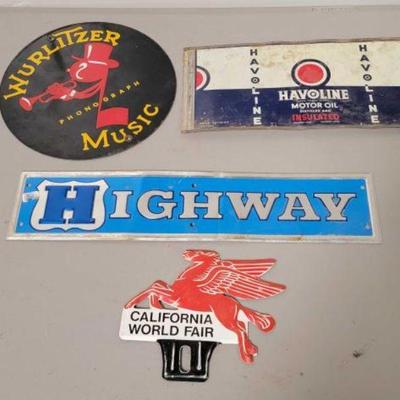 WURLITZER
PHONOGRAPH
MUSIC
HAVOLINE
HAVOLINE
MOTOR OIL
INSULATED
HAVOLINE
HIGHWAY
CALIFORNIA
WORLD FAIR